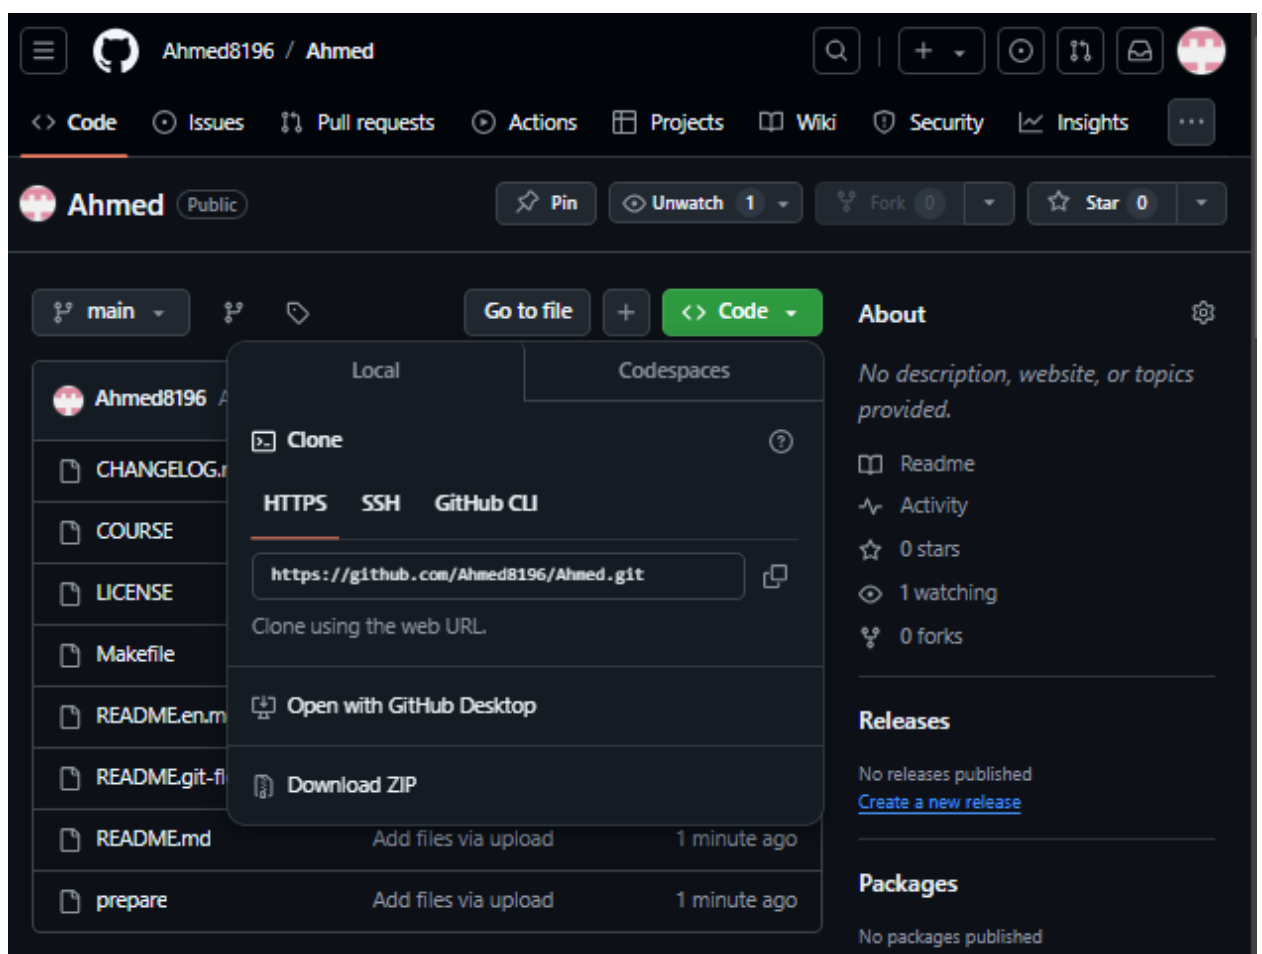 Ahmed8196 / Ahmed
Code Issues Pull requests Actions Projects Wiki Security Insights
Ahmed Public Pin Unwatch 1 Fork 0 Star 0
main Go to file Code
Local Codespaces
Ahmed8196
Clone
HTTPS SSH GitHub CLI
https://github.com/Ahmed8196/Ahmed.git
Clone using the web URL.
Open with GitHub Desktop
Download ZIP
CHANGELOG.
COURSE
LICENSE
Makefile
README.en.m
README.git-fl
README.md Add files via upload 1 minute ago
prepare Add files via upload 1 minute ago
About
No description, website, or topics
provided.
Readme
Activity
0 stars
1 watching
0 forks
Releases
No releases published
Create a new release
Packages
No packages published